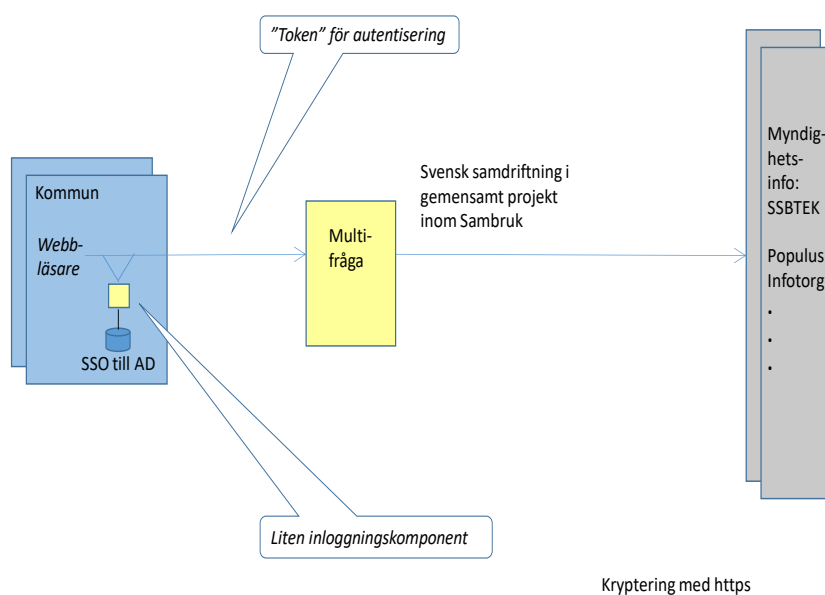 ”Token” för autentisering
Kommun
Webb-
läsare
SSO till AD
Multi-
fråga
Svensk samdriftning i
gemensamt projekt
inom Sambruk
Myndig-
hets-
info:
SSBTEK
Populus
Infotorg
.
.
.
Liten inloggningskomponent
Kryptering med https